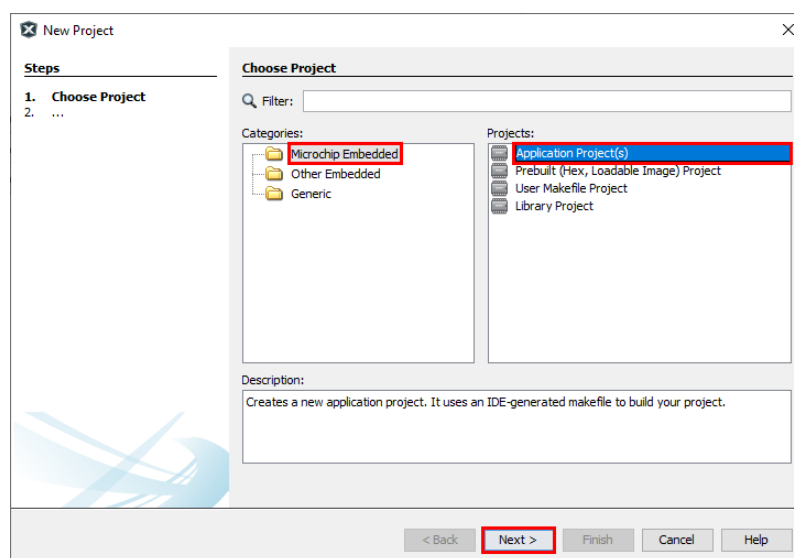 New Project
Steps
1. Choose Project
2. ...
Choose Project
Filter:
Categories:
Microchip Embedded
Other Embedded
Generic
Projects:
Application Project(s)
Prebuilt (Hex, Loadable Image) Project
User Makefile Project
Library Project
Description:
Creates a new application project. It uses an IDE-generated makefile to build your project.
< Back Next > Finish Cancel Help